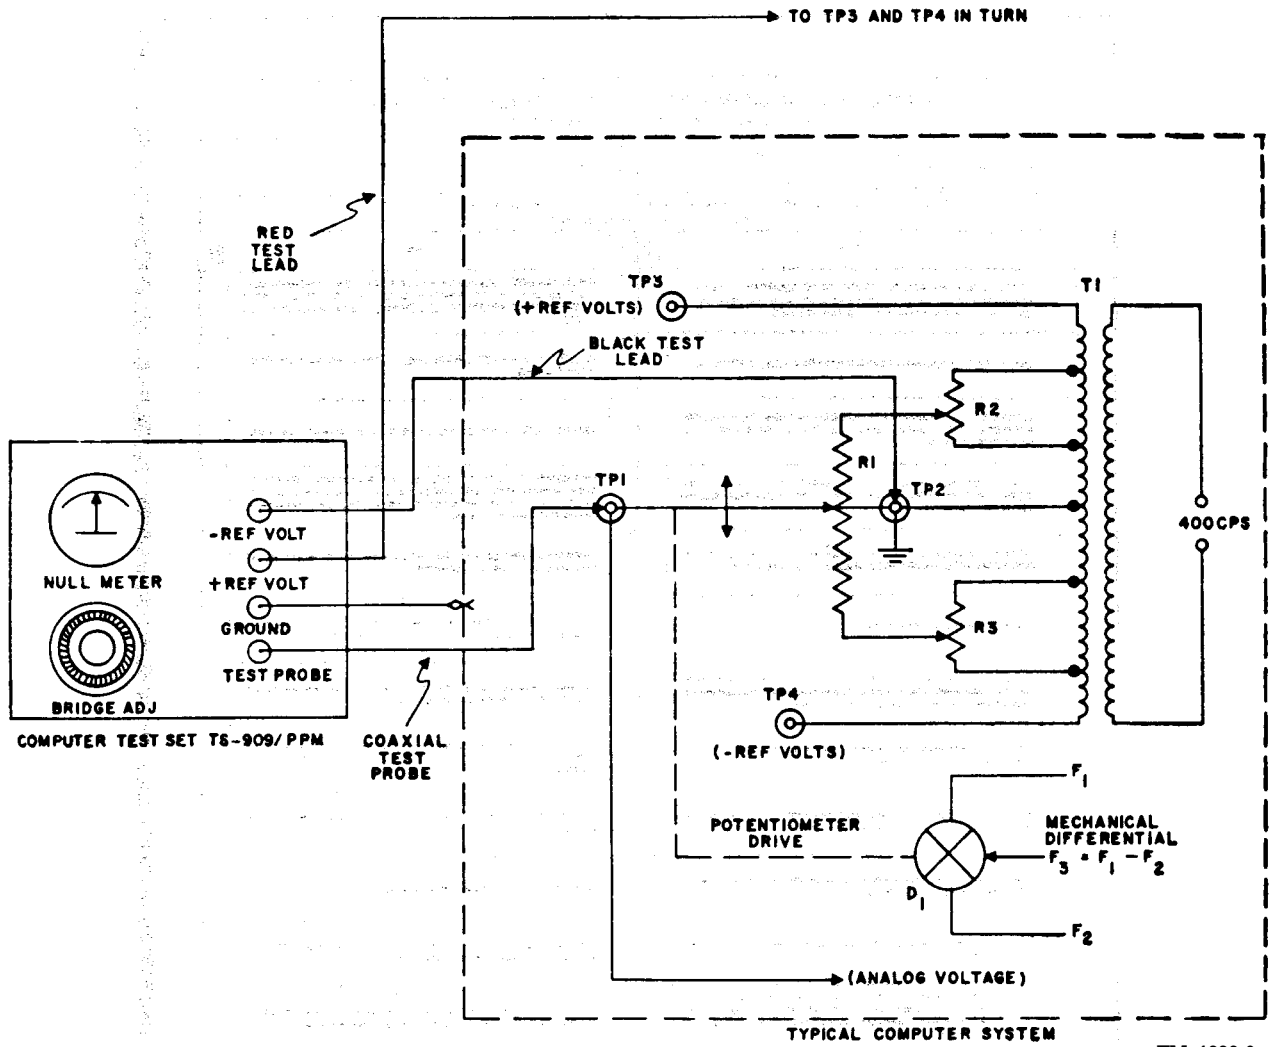 TO TP3 AND TP4 IN TURN
RED
TEST
LEAD
TP3
(+REF VOLTS)
T1
BLACK TEST
LEAD
R2
R1
TP1
TP2
400CPS
-REF VOLT
NULL METER
+REF VOLT
GROUND
R3
TEST PROBE
BRIDGE ADJ
TP4
COMPUTER TEST SET TS-909/PPM
COAXIAL
TEST
PROBE
(-REF VOLTS)
F1
POTENTIOMETER
DRIVE
MECHANICAL
DIFFERENTIAL
F3 = F1 - F2
D1
F2
(ANALOG VOLTAGE)
TYPICAL COMPUTER SYSTEM